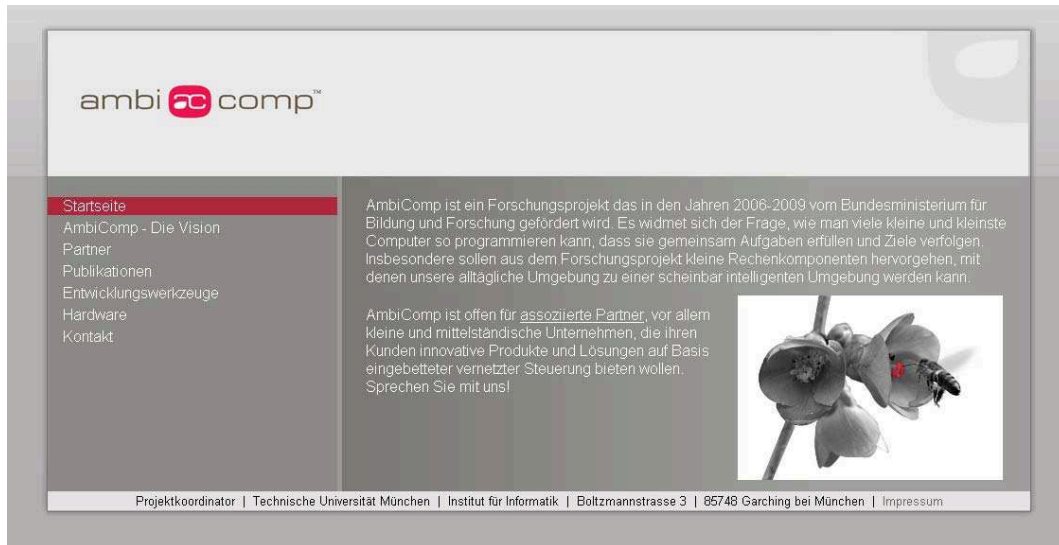 ambi æ comp™
Startseite
AmbiComp - Die Vision
Partner
Publikationen
Entwicklungswerkzeuge
Hardware
Kontakt
AmbiComp ist ein Forschungsprojekt das in den Jahren 2006-2009 vom Bundesministerium für
Bildung und Forschung gefördert wird. Es widmet sich der Frage, wie man viele kleine und kleinste
Computer so programmieren kann, dass sie gemeinsam Aufgaben erfüllen und Ziele verfolgen.
Insbesondere sollen aus dem Forschungsprojekt kleine Rechenkomponenten hervorgehen, mit
denen unsere alltägliche Umgebung zu einer scheinbar intelligenten Umgebung werden kann.
AmbiComp ist offen für assoziierte Partner, vor allem
kleine und mittelständische Unternehmen, die ihren
Kunden innovative Produkte und Lösungen auf Basis
eingebetteter vernetzter Steuerung bieten wollen.
Sprechen Sie mit uns!
Projektkoordinator | Technische Universität München | Institut für Informatik | Boltzmannstrasse 3 | 85748 Garching bei München | Impressum